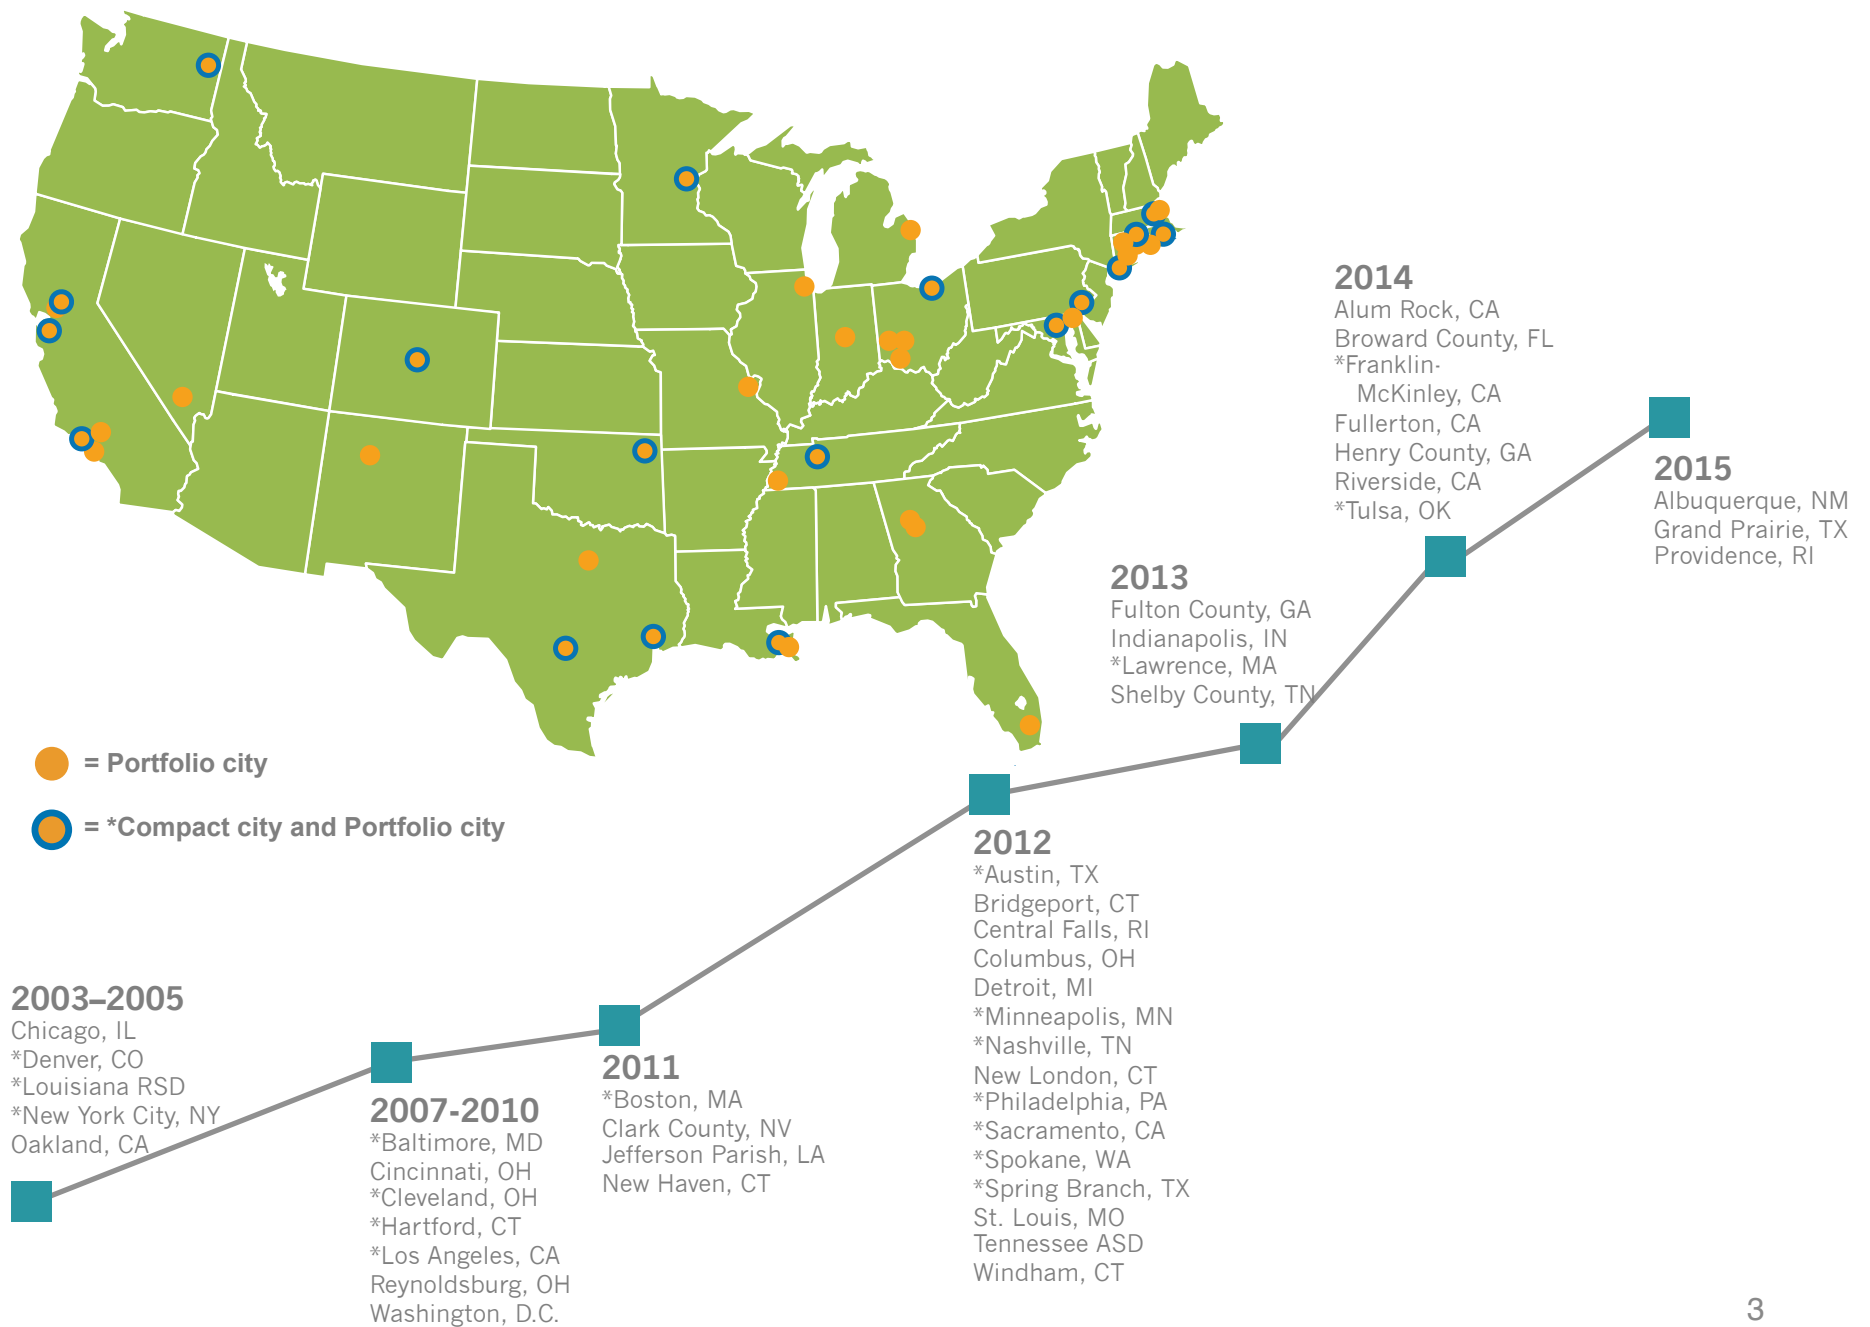 = Portfolio city
= *Compact city and Portfolio city
2003–2005
Chicago, IL
*Denver, CO
*Louisiana RSD
*New York City, NY
Oakland, CA
2007-2010
*Baltimore, MD
Cincinnati, OH
*Cleveland, OH
*Hartford, CT
*Los Angeles, CA
Reynoldsburg, OH
Washington, D.C.
2011
*Boston, MA
Clark County, NV
Jefferson Parish, LA
New Haven, CT
2012
*Austin, TX
Bridgeport, CT
Central Falls, RI
Columbus, OH
Detroit, MI
*Minneapolis, MN
*Nashville, TN
New London, CT
*Philadelphia, PA
*Sacramento, CA
*Spokane, WA
*Spring Branch, TX
St. Louis, MO
Tennessee ASD
Windham, CT
2013
Fulton County, GA
Indianapolis, IN
*Lawrence, MA
Shelby County, TN
2014
Alum Rock, CA
Broward County, FL
*Franklin-
McKinley, CA
Fullerton, CA
Henry County, GA
Riverside, CA
*Tulsa, OK
2015
Albuquerque, NM
Grand Prairie, TX
Providence, RI
3